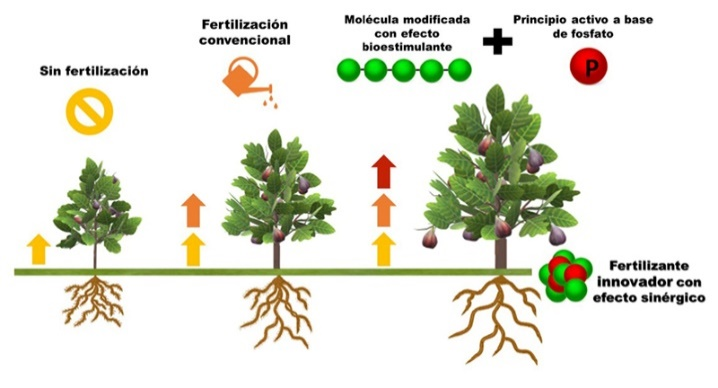 Sin fertilización
Fertilización
convencional
Molécula modificada
con efecto
bioestimulante
Principio activo a base
de fosfato
P
Fertilizante
innovador con
efecto sinérgico